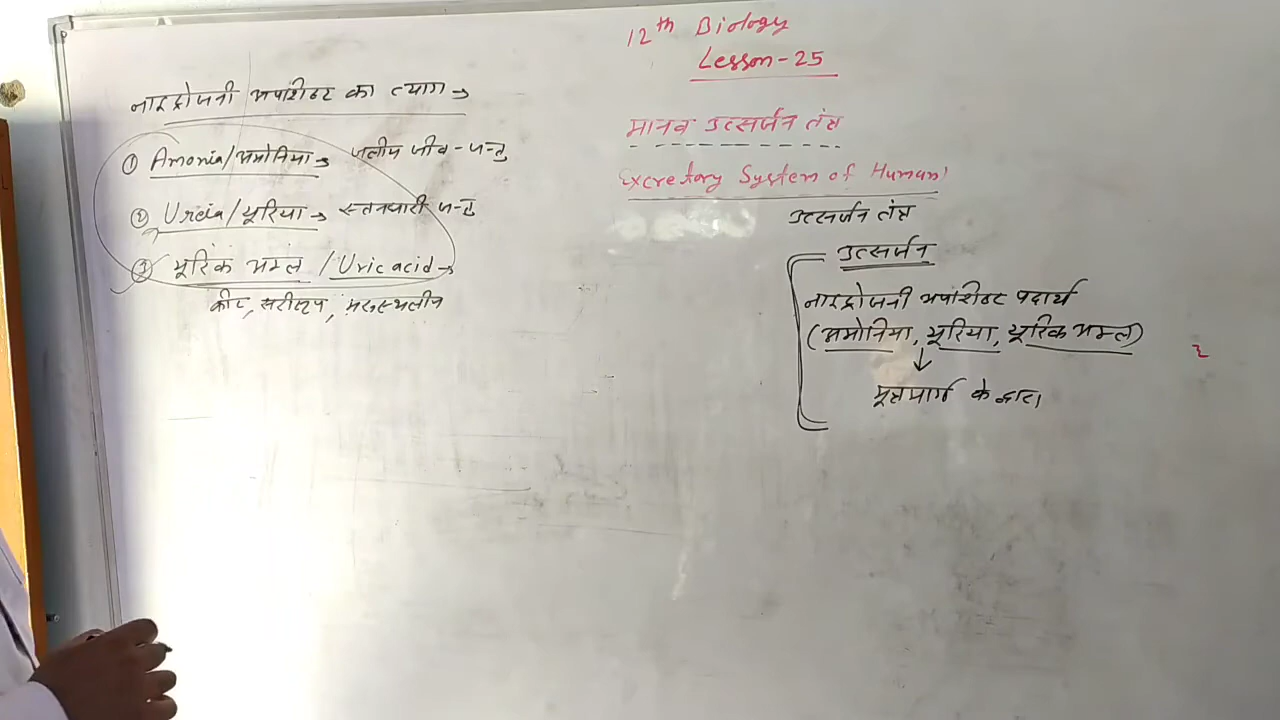 12th Biology
Lesson-25
मानव उत्सर्जन तंत्र
Excretory System of Human
उत्सर्जन तंत्र
उत्सर्जन
नाइट्रोजनी अपशिष्ट पदार्थ
(अमोनिया, यूरिया, यूरिक अम्ल)
↓
मूत्रमार्ग के द्वारा
नाइट्रोजनी अपशिष्ट का त्याग →
① Amonia/अमोनिया → जलीय जीव-जन्तु
② Ureia/यूरिया → स्तनधारी जन्तु
③ यूरिक अम्ल /Uric acid →
कीट, सरीसृप, मरुस्थलीय